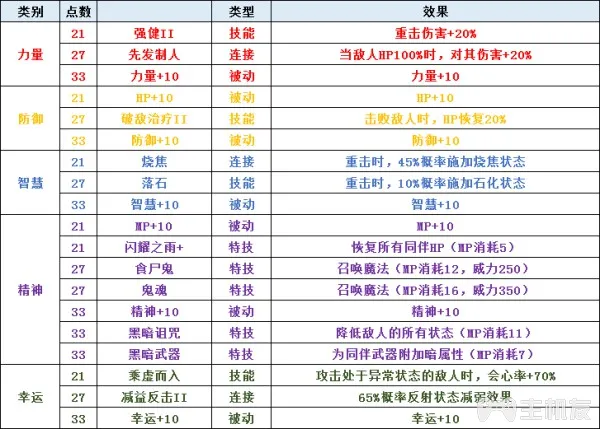 类别 点数 类型 效果
力量 21 强健II 技能 重击伤害+20%
27 先发制人 连接 当敌人HP100%时，对其伤害+20%
33 力量+10 被动 力量+10
防御 21 HP+10 被动 HP+10
27 破敌治疗II 技能 击败敌人时，HP恢复20%
33 防御+10 被动 防御+10
智慧 21 烧焦 连接 重击时，45%概率施加烧焦状态
27 落石 技能 重击时，10%概率施加石化状态
33 智慧+10 被动 智慧+10
精神 21 MP+10 被动 MP+10
21 闪耀之雨+ 特技 恢复所有同伴HP（MP消耗5）
27 食尸鬼 特技 召唤魔法（MP消耗12，威力250）
27 鬼魂 特技 召唤魔法（MP消耗16，威力350）
33 精神+10 被动 精神+10
33 黑暗诅咒 特技 降低敌人的所有状态（MP消耗11）
33 黑暗武器 特技 为同伴武器附加暗属性（MP消耗7）
幸运 21 乘虚而入 技能 攻击处于异常状态的敌人时，会心率+70%
27 减益反击II 连接 65%概率反射状态减弱效果
33 幸运+10 被动 幸运+10
主机友